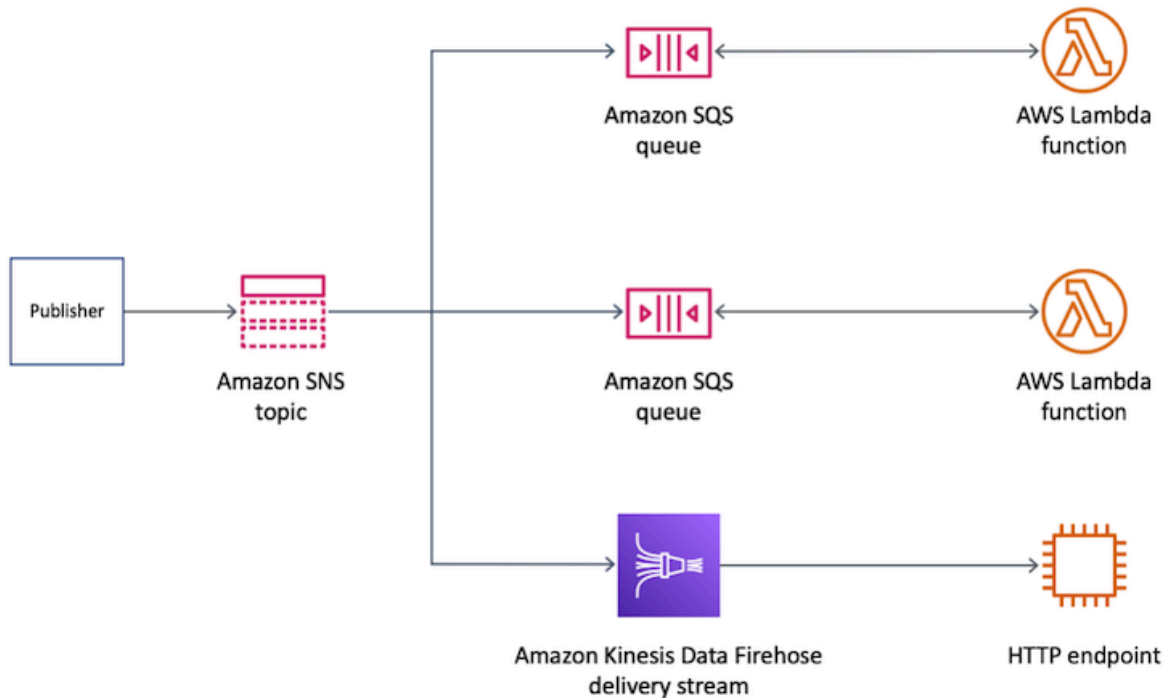 Amazon SQS
queue
AWS Lambda
function
Publisher
Amazon SNS
topic
Amazon SQS
queue
AWS Lambda
function
Amazon Kinesis Data Firehose
delivery stream
HTTP endpoint